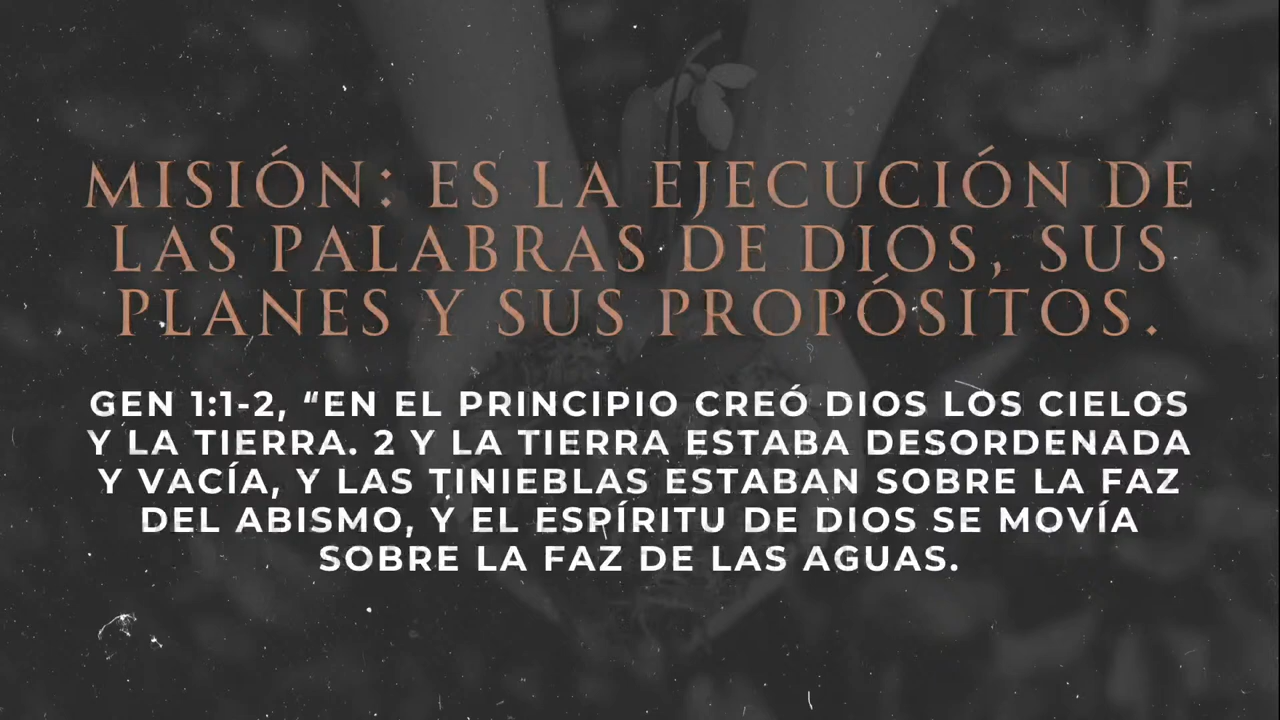 MISIÓN: ES LA EJECUCIÓN DE
LAS PALABRAS DE DIOS, SUS
PLANES Y SUS PROPÓSITOS.
GEN 1:1-2, “EN EL PRINCIPIO CREÓ DIOS LOS CIELOS
Y LA TIERRA. 2 Y LA TIERRA ESTABA DESORDENADA
Y VACÍA, Y LAS TINIEBLAS ESTABAN SOBRE LA FAZ
DEL ABISMO, Y EL ESPÍRITU DE DIOS SE MOVÍA
SOBRE LA FAZ DE LAS AGUAS.